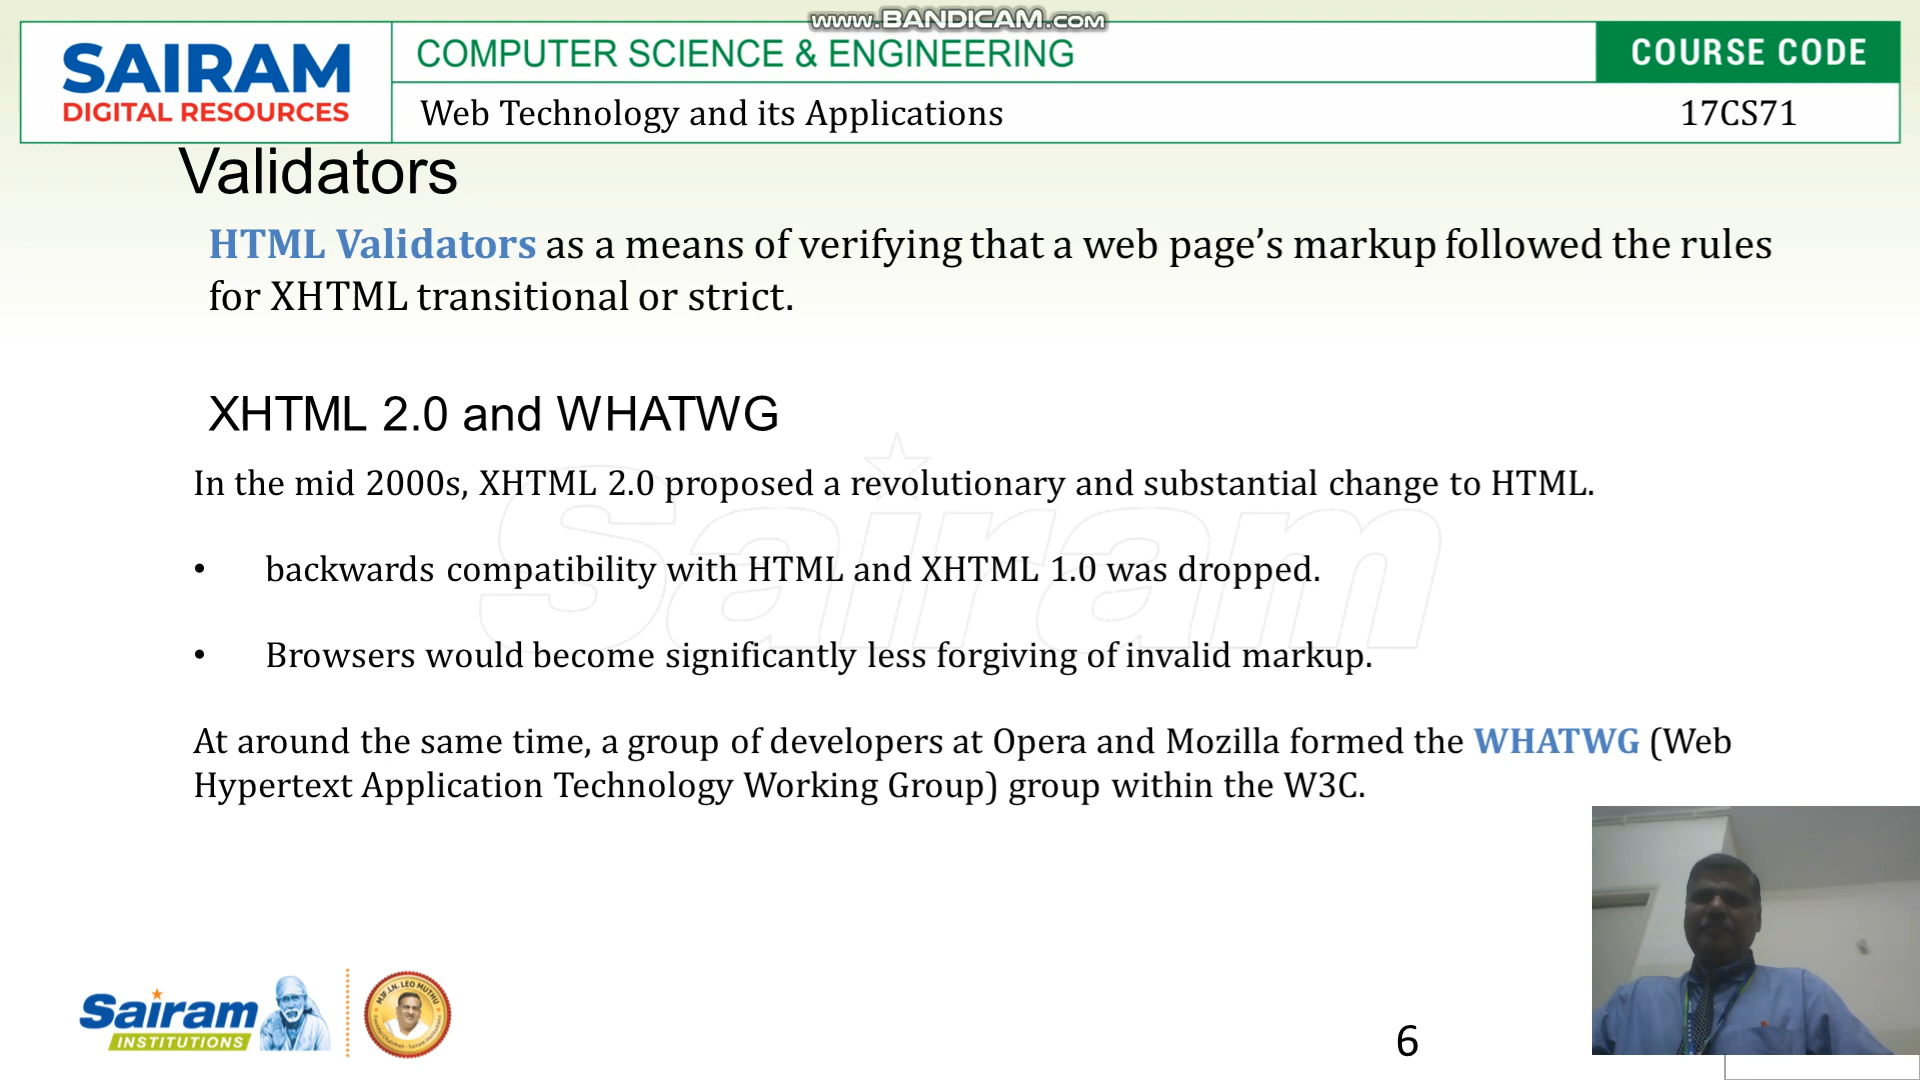 www.BANDICAM.com
SAIRAM
DIGITAL RESOURCES
COMPUTER SCIENCE & ENGINEERING
COURSE CODE
Web Technology and its Applications
17CS71
Validators
HTML Validators as a means of verifying that a web page’s markup followed the rules
for XHTML transitional or strict.
XHTML 2.0 and WHATWG
In the mid 2000s, XHTML 2.0 proposed a revolutionary and substantial change to HTML.
• backwards compatibility with HTML and XHTML 1.0 was dropped.
• Browsers would become significantly less forgiving of invalid markup.
At around the same time, a group of developers at Opera and Mozilla formed the WHATWG (Web
Hypertext Application Technology Working Group) group within the W3C.
Sairam
Sairam
INSTITUTIONS
MJF.LN. LEO MUTHU
6